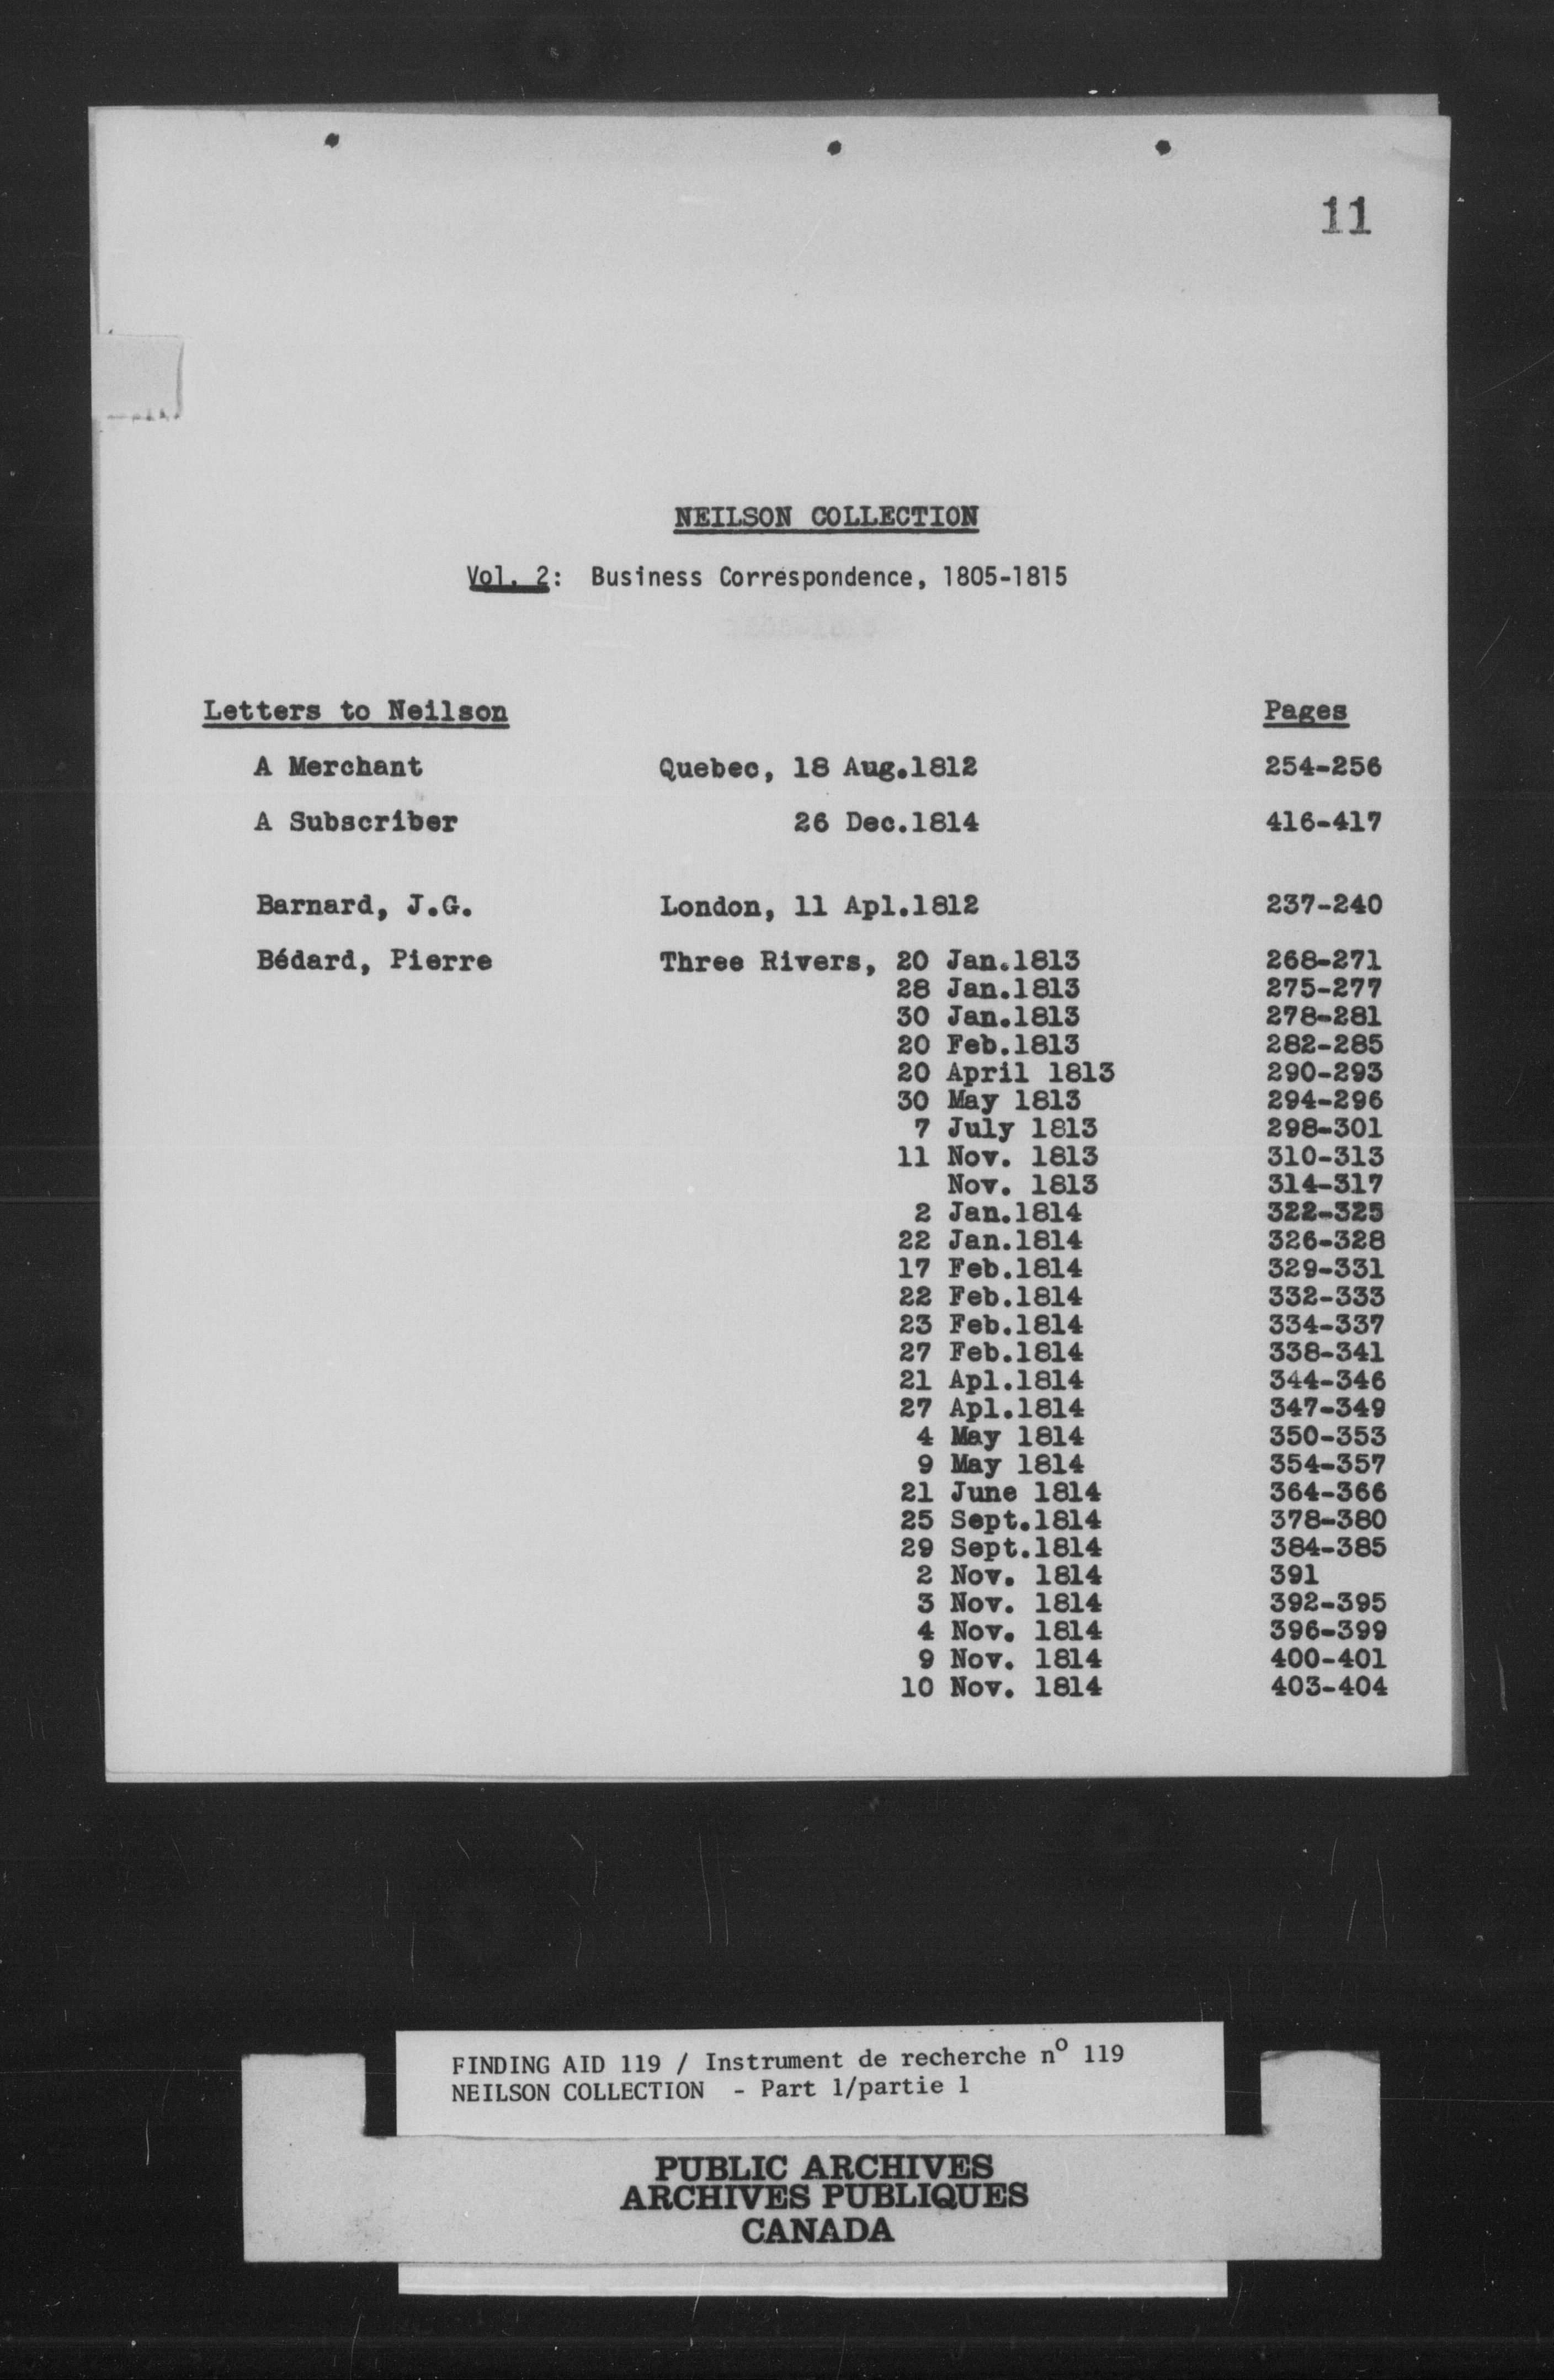 11
NEILSON COLLECTION
Vol. 2: Business Correspondence, 1805-1815
Letters to Neilson Pages
A Merchant Quebec, 18 Aug.1812 254-256
A Subscriber 26 Dec.1814 416-417
Barnard, J.G. London, 11 Apl.1812 237-240
Bédard, Pierre Three Rivers, 20 Jan.1813 268-271
28 Jan.1813 275-277
30 Jan.1813 278-281
20 Feb.1813 282-285
20 April 1813 290-293
30 May 1813 294-296
7 July 1813 298-301
11 Nov. 1813 310-313
Nov. 1813 314-317
2 Jan.1814 322-325
22 Jan.1814 326-328
17 Feb.1814 329-331
22 Feb.1814 332-333
23 Feb.1814 334-337
27 Feb.1814 338-341
21 Apl.1814 344-346
27 Apl.1814 347-349
4 May 1814 350-353
9 May 1814 354-357
21 June 1814 364-366
25 Sept.1814 378-380
29 Sept.1814 384-385
2 Nov. 1814 391
3 Nov. 1814 392-395
4 Nov. 1814 396-399
9 Nov. 1814 400-401
10 Nov. 1814 403-404
FINDING AID 119 / Instrument de recherche nº 119
NEILSON COLLECTION - Part 1/partie 1
PUBLIC ARCHIVES
ARCHIVES PUBLIQUES
CANADA